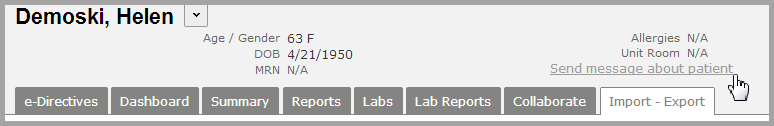 Demoski, Helen
Age / Gender 63 F Allergies N/A
DOB 4/21/1950 Unit Room N/A
MRN N/A Send message about patient
e-Directives Dashboard Summary Reports Labs Lab Reports Collaborate Import - Export